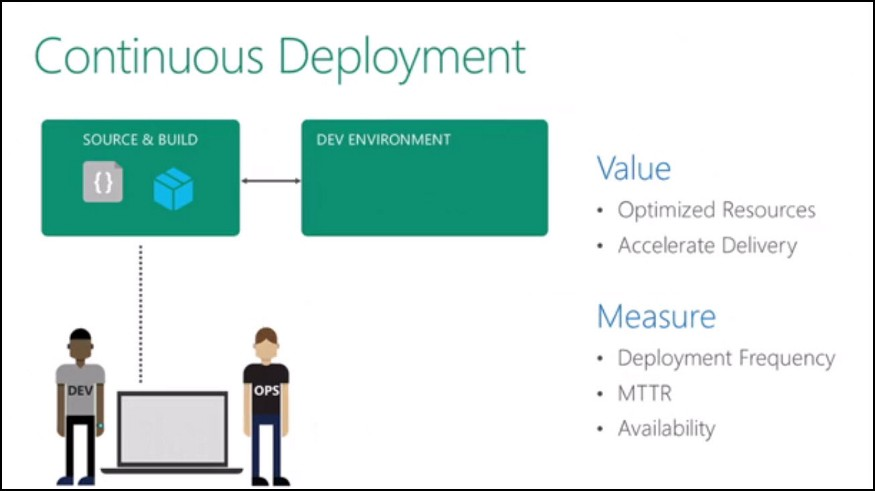 Continuous Deployment
SOURCE & BUILD
{ }
DEV ENVIRONMENT
DEV
OPS
Value
• Optimized Resources
• Accelerate Delivery
Measure
• Deployment Frequency
• MTTR
• Availability